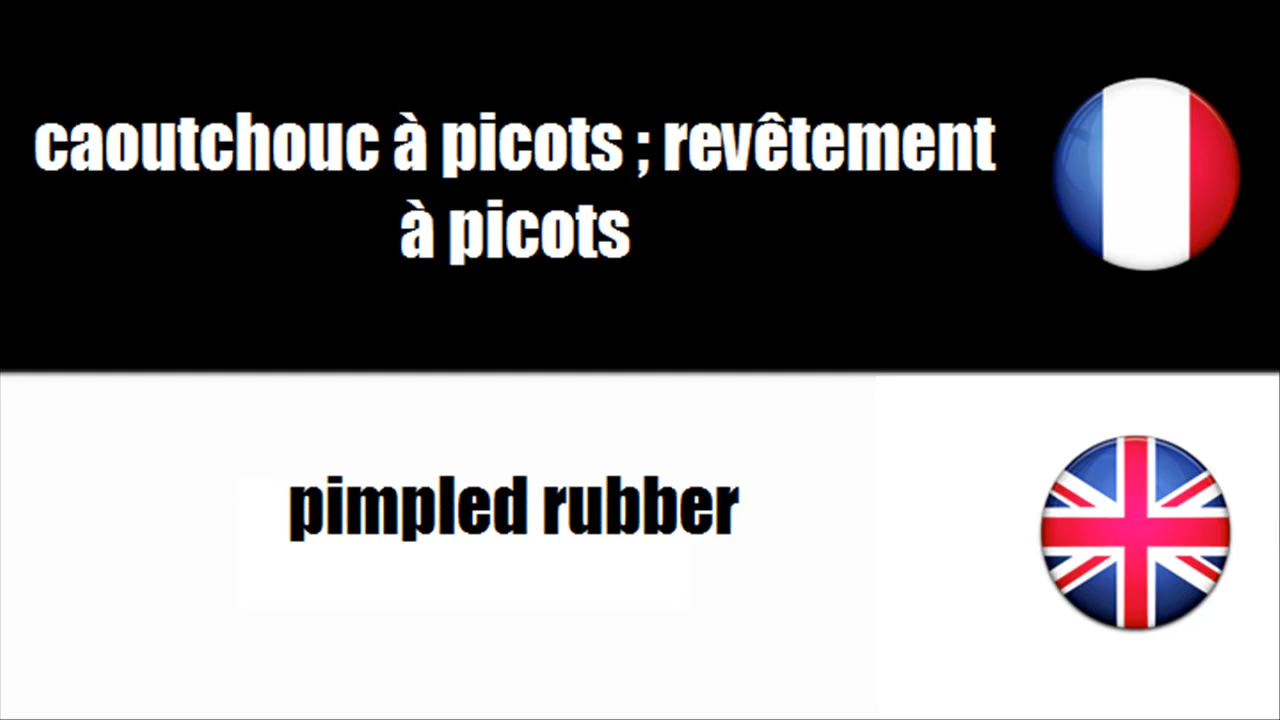 caoutchouc à picots ; revêtement
à picots
pimpled rubber